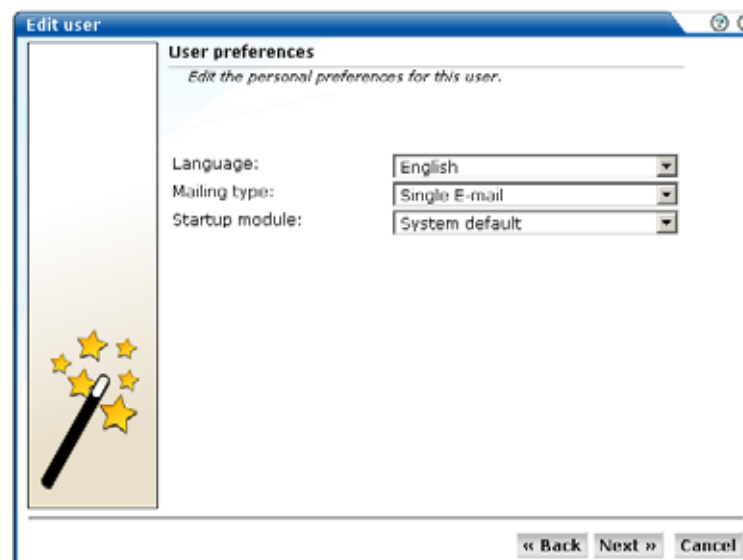 Edit user
User preferences
Edit the personal preferences for this user.
Language: English
Mailing type: Single E-mail
Startup module: System default
« Back Next » Cancel